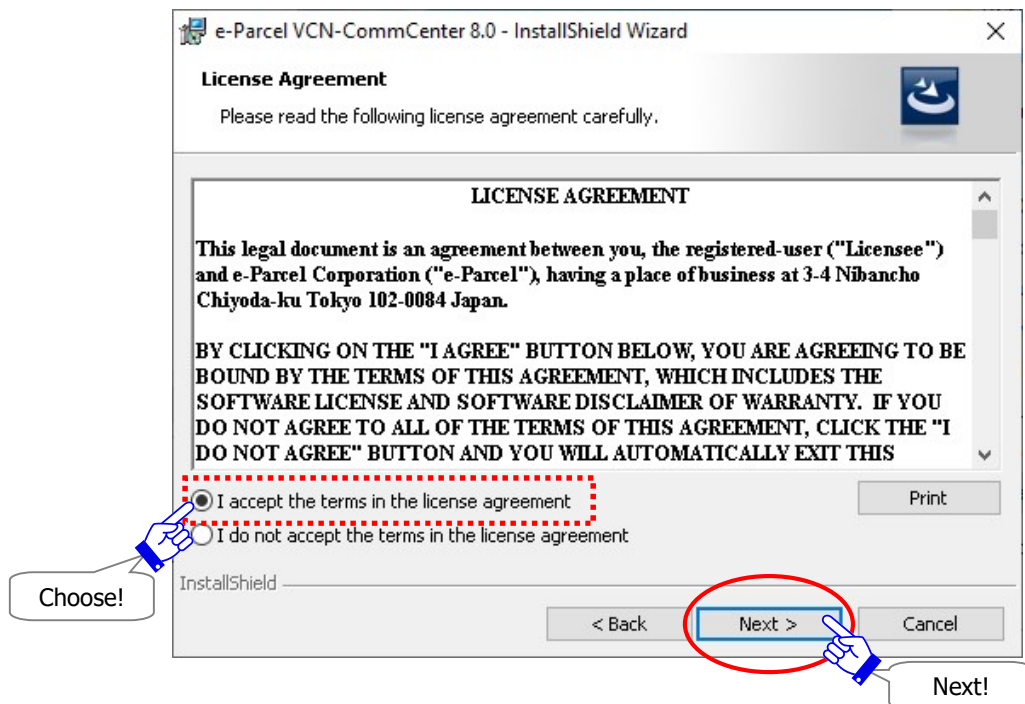 e-Parcel VCN-CommCenter 8.0 - InstallShield Wizard
License Agreement
Please read the following license agreement carefully.
LICENSE AGREEMENT
This legal document is an agreement between you, the registered-user ("Licensee")
and e-Parcel Corporation ("e-Parcel"), having a place of business at 3-4 Nibancho
Chiyoda-ku Tokyo 102-0084 Japan.
BY CLICKING ON THE "I AGREE" BUTTON BELOW, YOU ARE AGREEING TO BE
BOUND BY THE TERMS OF THIS AGREEMENT, WHICH INCLUDES THE
SOFTWARE LICENSE AND SOFTWARE DISCLAIMER OF WARRANTY. IF YOU
DO NOT AGREE TO ALL OF THE TERMS OF THIS AGREEMENT, CLICK THE "I
DO NOT AGREE" BUTTON AND YOU WILL AUTOMATICALLY EXIT THIS
I accept the terms in the license agreement
Print
I do not accept the terms in the license agreement
InstallShield
Choose!
< Back
Next >
Cancel
Next!